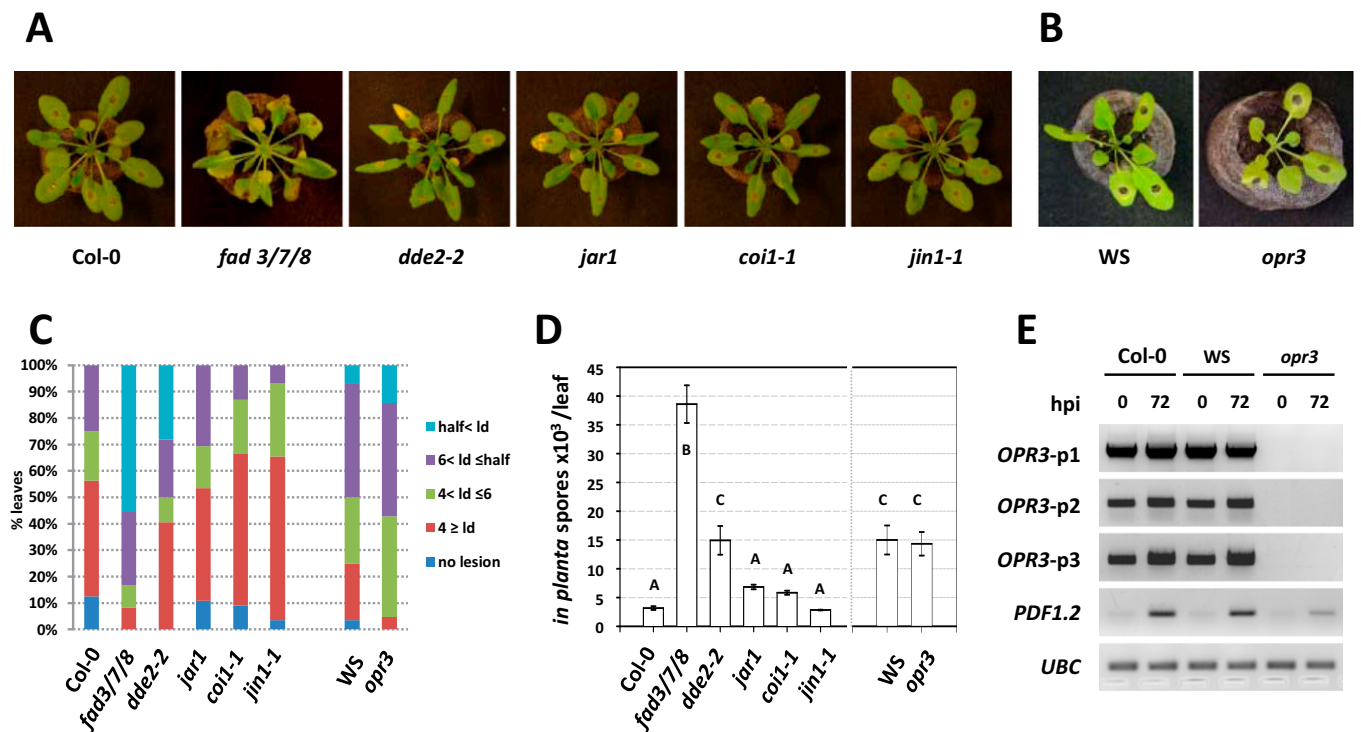 A
B
Col-0
fad 3/7/8
dde2-2
jar1
coi1-1
jin1-1
WS
opr3
C
100%
90%
80%
70%
60%
50%
40%
30%
20%
10%
0%
% leaves
Col-0
fad3/7/8
dde2-2
jar1
coi1-1
jin1-1
WS
opr3
half< ld
6< ld ≤half
4< ld ≤6
4 ≥ ld
no lesion
D
in planta spores x10³ /leaf
45
40
35
30
25
20
15
10
5
0
A
B
C
A
A
A
C
C
Col-0
fad3/7/8
dde2-2
jar1
coi1-1
jin1-1
WS
opr3
E
Col-0 WS opr3
hpi 0 72 0 72 0 72
OPR3-p1
OPR3-p2
OPR3-p3
PDF1.2
UBC